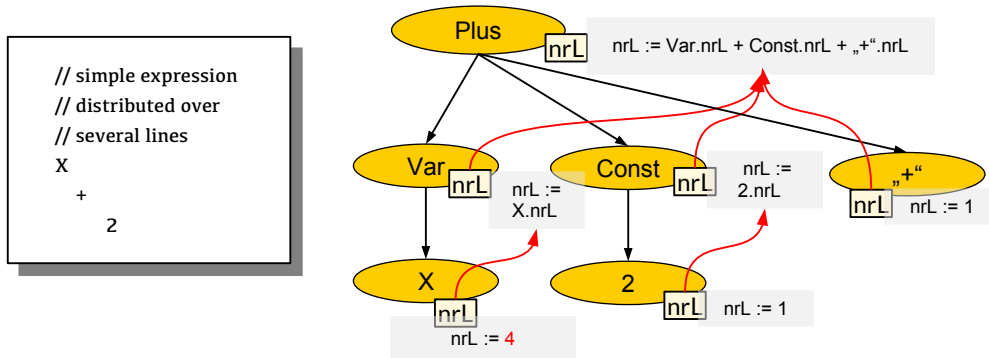 // simple expression
// distributed over
// several lines
X
+
2
Plus
nrL
nrL := Var.nrL + Const.nrL + „+“.nrL
Var
nrL
nrL :=
X.nrL
Const
nrL
nrL :=
2.nrL
„+“
nrL
nrL := 1
X
nrL
nrL := 4
2
nrL
nrL := 1